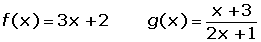 f(x) = 3x + 2    g(x) = (x + 3)/(2x + 1)